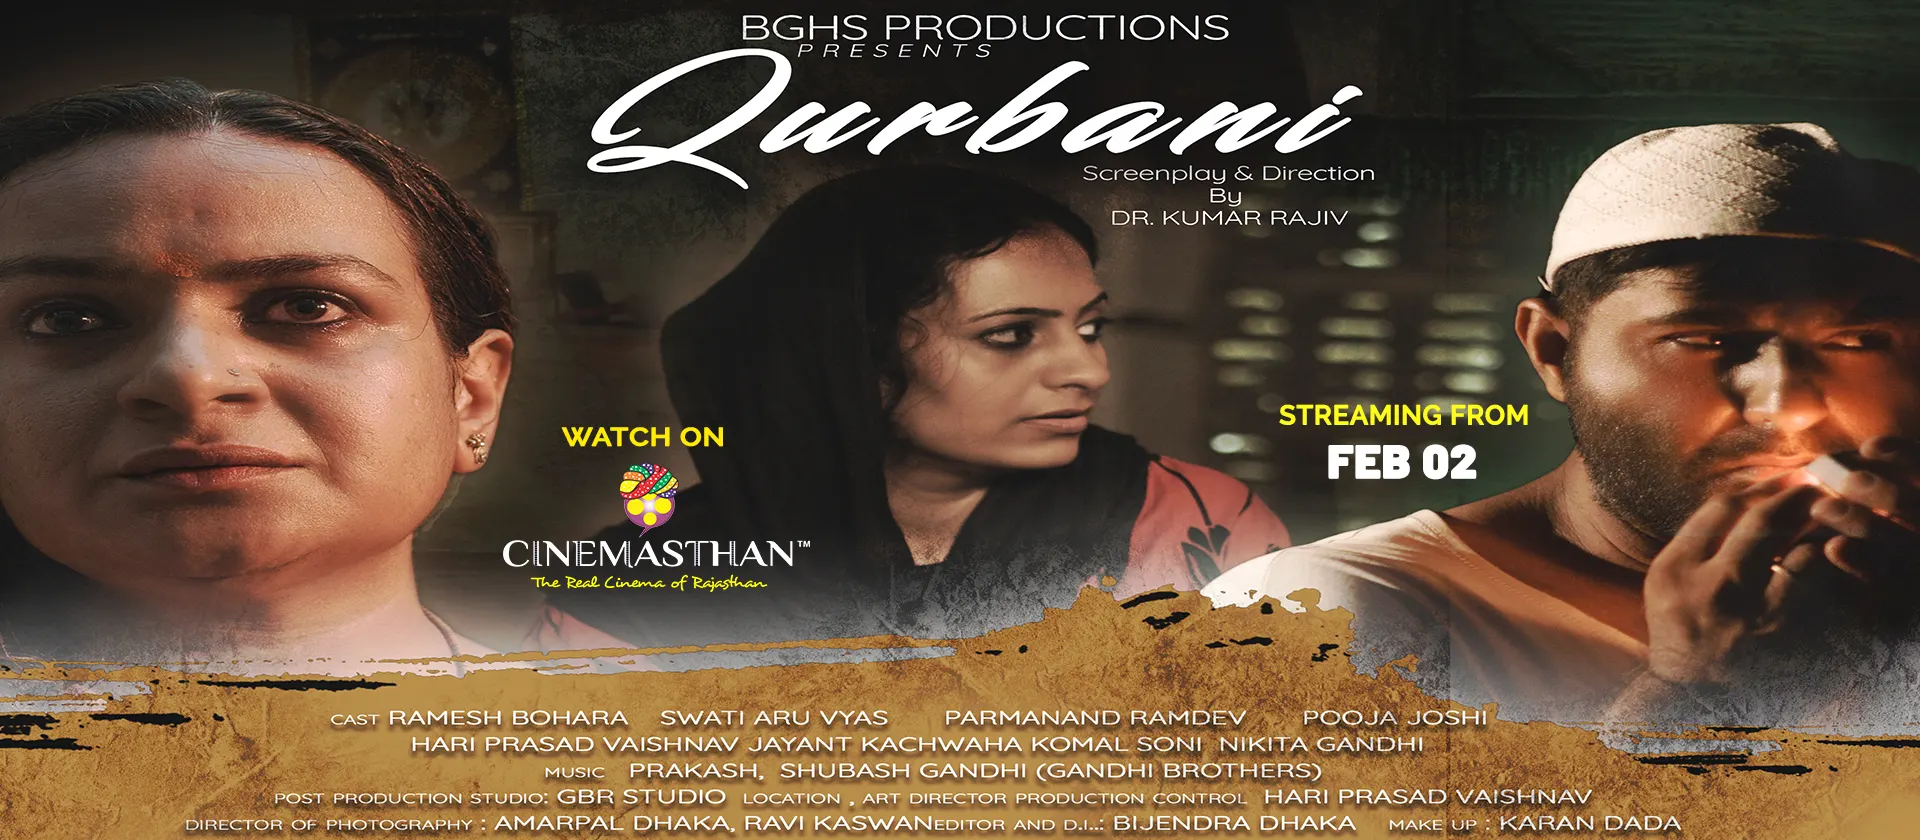 BGHS PRODUCTIONS
PRESENTS
Qurbani
Screenplay & Direction
By
DR. KUMAR RAJIV
WATCH ON
CINEMASTHAN™
The Real Cinema of Rajasthan
STREAMING FROM
FEB 02
CAST RAMESH BOHARA SWATI ARU VYAS PARMANAND RAMDEV POOJA JOSHI
HARI PRASAD VAISHNAV JAYANT KACHWAHA KOMAL SONI NIKITA GANDHI
MUSIC PRAKASH, SHUBASH GANDHI (GANDHI BROTHERS)
POST PRODUCTION STUDIO: GBR STUDIO LOCATION , ART DIRECTOR PRODUCTION CONTROL HARI PRASAD VAISHNAV
DIRECTOR OF PHOTOGRAPHY : AMARPAL DHAKA, RAVI KASWANEDITOR AND D.I..: BIJENDRA DHAKA MAKE UP : KARAN DADA